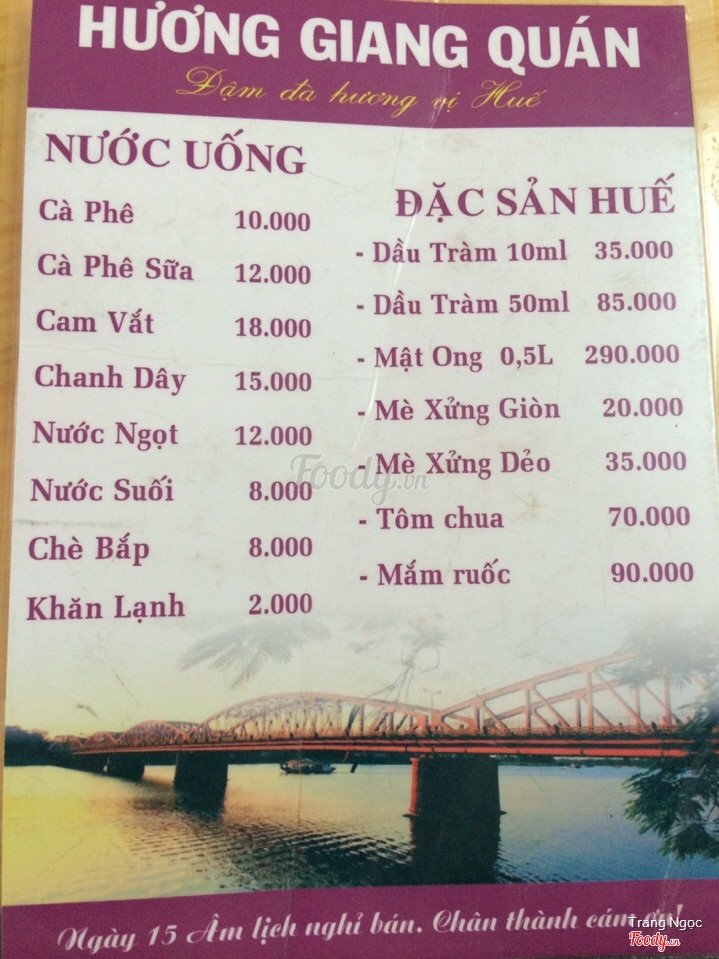 HƯƠNG GIANG QUÁN
Đậm đà hương vị Huế
NƯỚC UỐNG
Cà Phê 10.000
Cà Phê Sữa 12.000
Cam Vắt 18.000
Chanh Dây 15.000
Nước Ngọt 12.000
Nước Suối 8.000
Chè Bắp 8.000
Khăn Lạnh 2.000
ĐẶC SẢN HUẾ
- Dầu Tràm 10ml 35.000
- Dầu Tràm 50ml 85.000
- Mật Ong 0,5L 290.000
- Mè Xửng Giòn 20.000
- Mè Xửng Dẻo 35.000
- Tôm chua 70.000
- Mắm ruốc 90.000
Foody.vn
Ngày 15 Âm lịch nghỉ bán. Chân thành cám ơn!
Trang Ngọc
Foody.vn